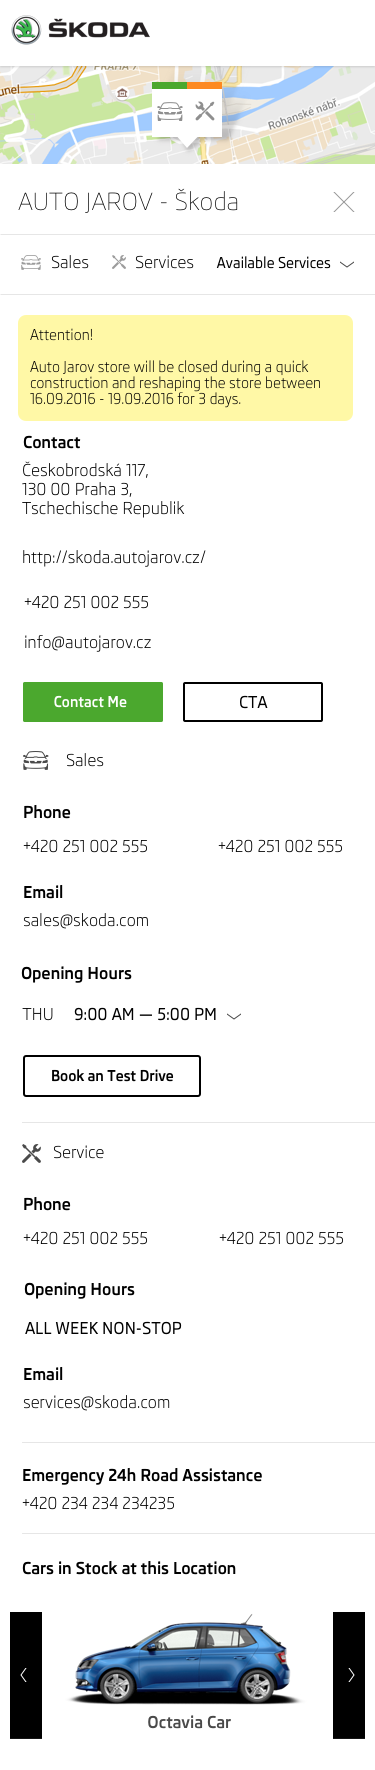 ŠKODA
PRAHA 7
unel
Rohanské nábř.
AUTO JAROV - Škoda
Sales
Services
Available Services
Attention!
Auto Jarov store will be closed during a quick
construction and reshaping the store between
16.09.2016 - 19.09.2016 for 3 days.
Contact
Českobrodská 117,
130 00 Praha 3,
Tschechische Republik
http://skoda.autojarov.cz/
+420 251 002 555
info@autojarov.cz
Contact Me
CTA
Sales
Phone
+420 251 002 555
+420 251 002 555
Email
sales@skoda.com
Opening Hours
THU 9:00 AM — 5:00 PM
Book an Test Drive
Service
Phone
+420 251 002 555
+420 251 002 555
Opening Hours
ALL WEEK NON-STOP
Email
services@skoda.com
Emergency 24h Road Assistance
+420 234 234 234235
Cars in Stock at this Location
Octavia Car